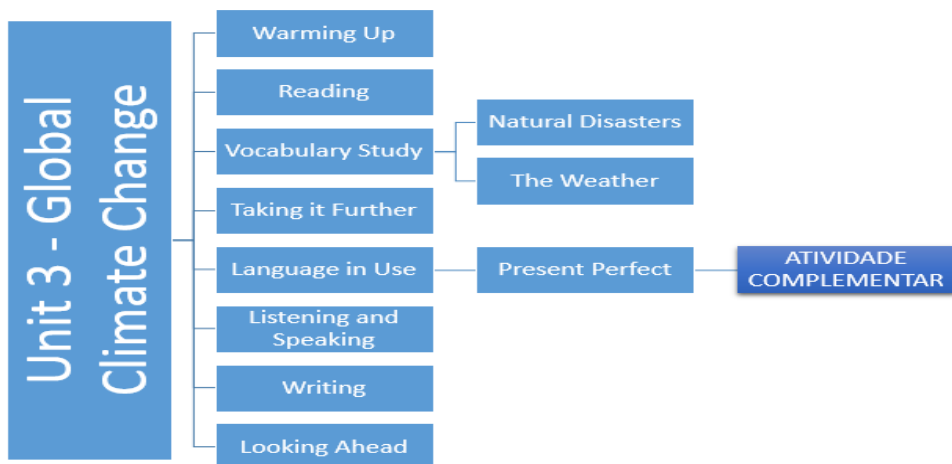 Unit 3 - Global
Climate Change
Warming Up
Reading
Vocabulary Study
Natural Disasters
The Weather
Taking it Further
Language in Use
Present Perfect
ATIVIDADE
COMPLEMENTAR
Listening and
Speaking
Writing
Looking Ahead